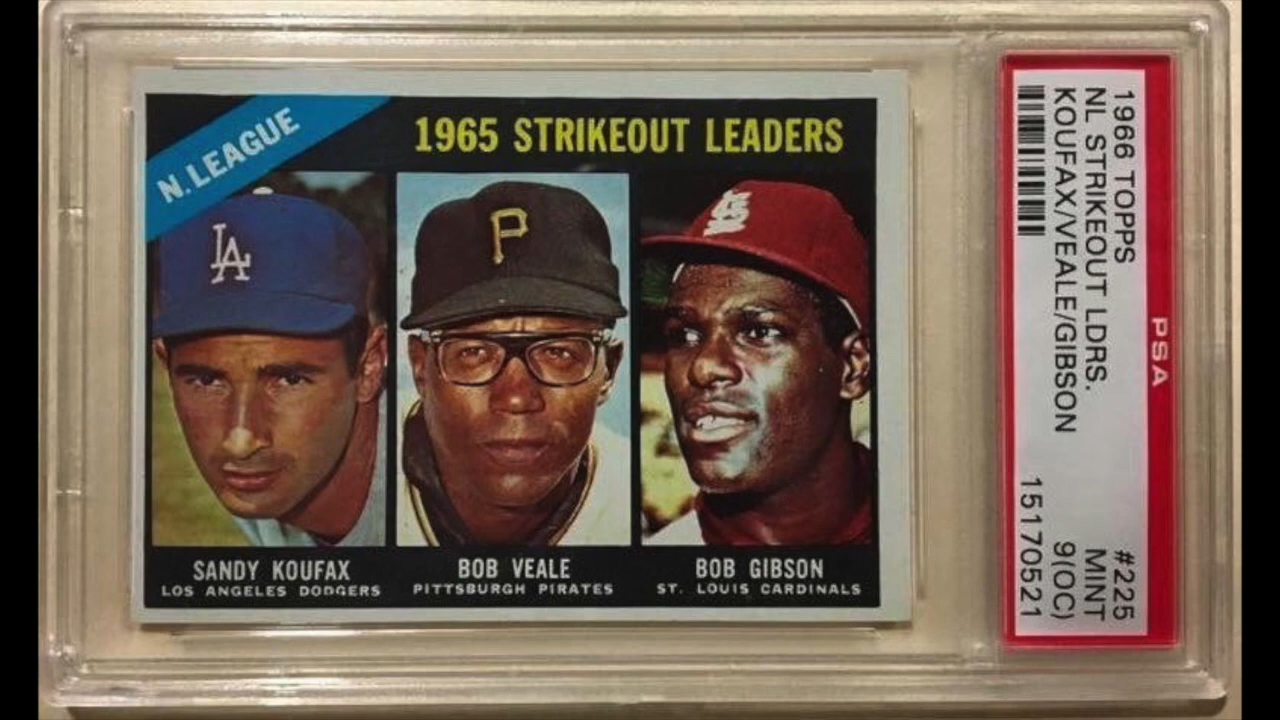 N. LEAGUE
1965 STRIKEOUT LEADERS
LA
P
STL
SANDY KOUFAX
LOS ANGELES DODGERS
BOB VEALE
PITTSBURGH PIRATES
BOB GIBSON
ST. LOUIS CARDINALS
1966 TOPPS #225
NL STRIKEOUT LDRS. MINT
KOUFAX/VEALE/GIBSON 9(OC)
15170521
PSA